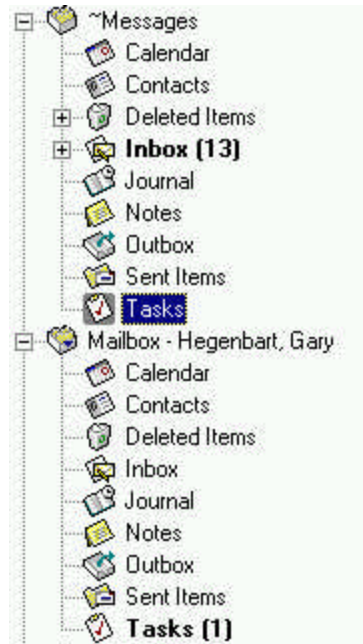 ~Messages
Calendar
Contacts
Deleted Items
Inbox (13)
Journal
Notes
Outbox
Sent Items
Tasks
Mailbox - Hegenbart, Gary
Calendar
Contacts
Deleted Items
Inbox
Journal
Notes
Outbox
Sent Items
Tasks (1)